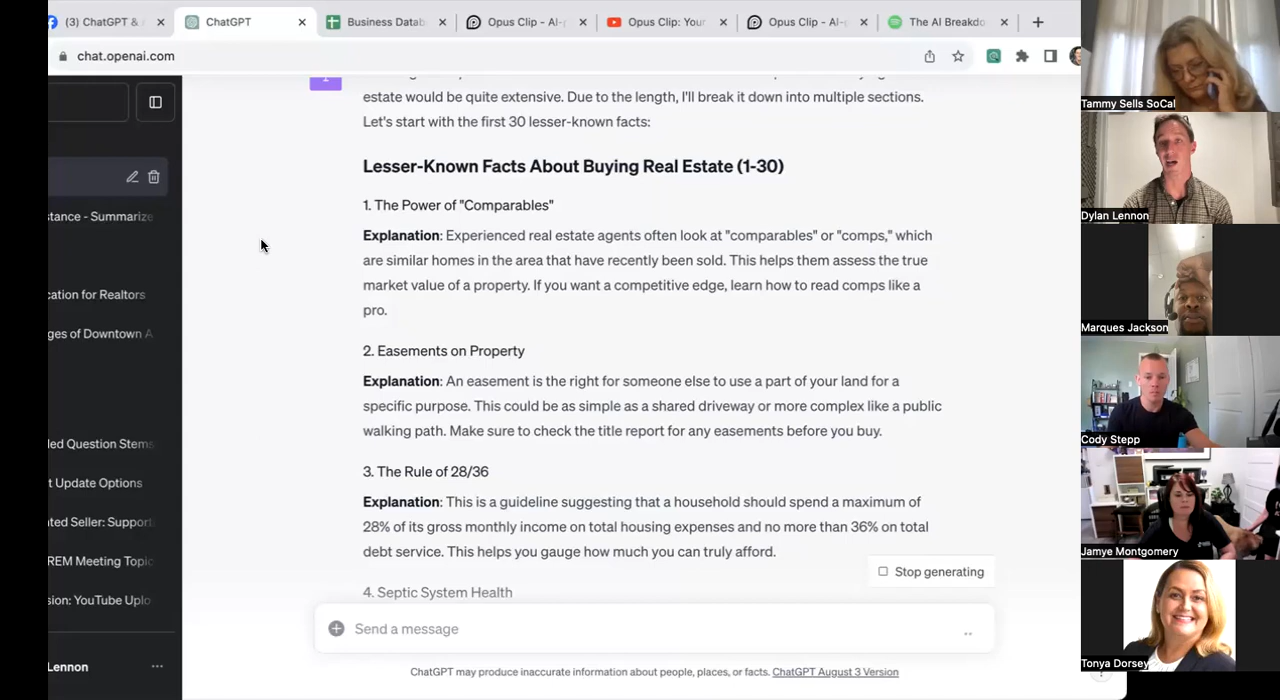 (3) ChatGPT &
ChatGPT
Business Datab
Opus Clip - AI-
Opus Clip: Your
Opus Clip - AI-
The AI Breakdo
chat.openai.com
estate would be quite extensive. Due to the length, I'll break it down into multiple sections.
Let's start with the first 30 lesser-known facts:
Lesser-Known Facts About Buying Real Estate (1-30)
1. The Power of "Comparables"
Explanation: Experienced real estate agents often look at "comparables" or "comps," which
are similar homes in the area that have recently been sold. This helps them assess the true
market value of a property. If you want a competitive edge, learn how to read comps like a
pro.
2. Easements on Property
Explanation: An easement is the right for someone else to use a part of your land for a
specific purpose. This could be as simple as a shared driveway or more complex like a public
walking path. Make sure to check the title report for any easements before you buy.
3. The Rule of 28/36
Explanation: This is a guideline suggesting that a household should spend a maximum of
28% of its gross monthly income on total housing expenses and no more than 36% on total
debt service. This helps you gauge how much you can truly afford.
4. Septic System Health
Stop generating
Send a message
ChatGPT may produce inaccurate information about people, places, or facts. ChatGPT August 3 Version
stance - Summarize
cation for Realtors
ges of Downtown A
led Question Stems
t Update Options
ated Seller: Support
REM Meeting Topic
sion: YouTube Uplo
Lennon
Tammy Sells SoCal
Dylan Lennon
Marques Jackson
Cody Stepp
Jamye Montgomery
Tonya Dorsey